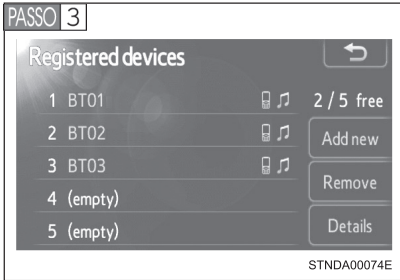 PASSO 3
Registered devices
1 BT01
2 / 5 free
2 BT02
Add new
3 BT03
Remove
4 (empty)
5 (empty)
Details
STNDA00074E